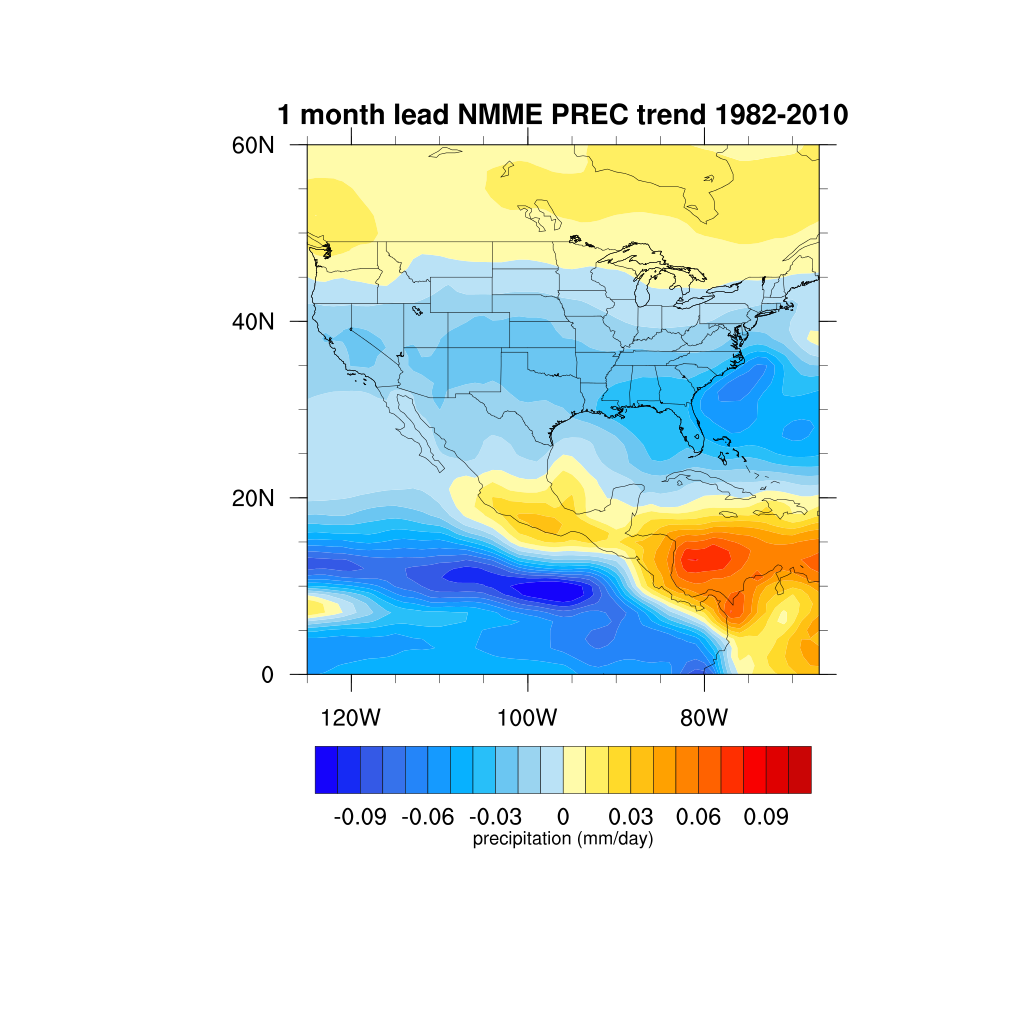 1 month lead NMME PREC trend 1982-2010
60N
40N
20N
0
120W 100W 80W
-0.09 -0.06 -0.03 0 0.03 0.06 0.09
precipitation (mm/day)